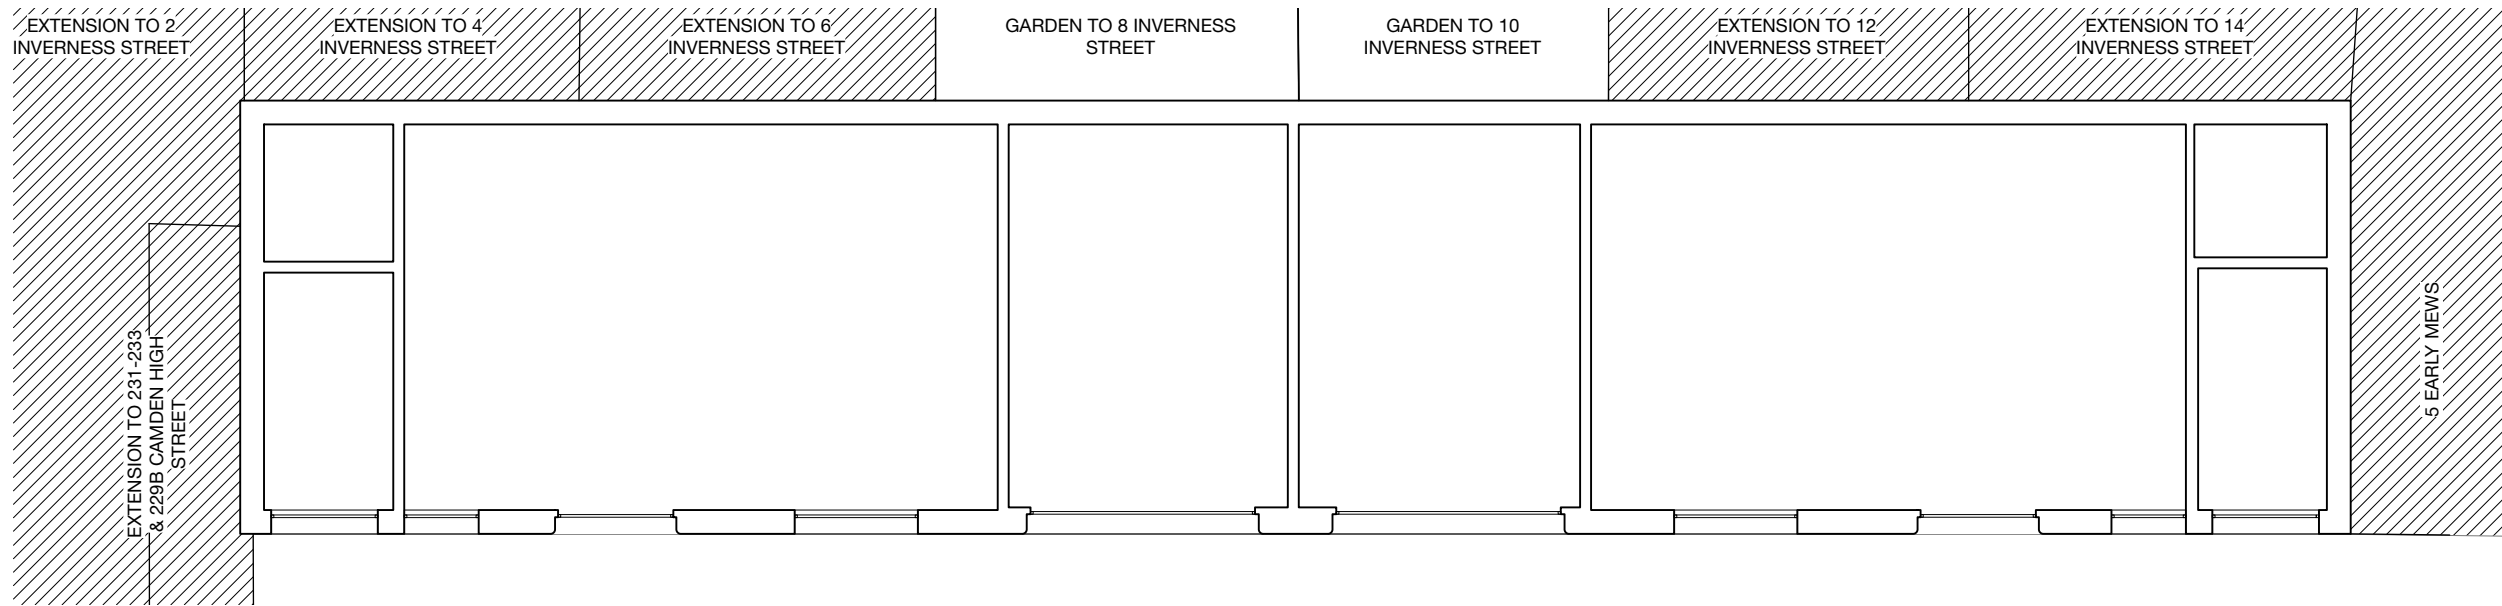 EXTENSION TO 2
INVERNESS STREET
EXTENSION TO 4
INVERNESS STREET
EXTENSION TO 6
INVERNESS STREET
GARDEN TO 8 INVERNESS
STREET
GARDEN TO 10
INVERNESS STREET
EXTENSION TO 12
INVERNESS STREET
EXTENSION TO 14
INVERNESS STREET
EXTENSION TO 231-233
& 229B CAMDEN HIGH
STREET
5 EARLY MEWS